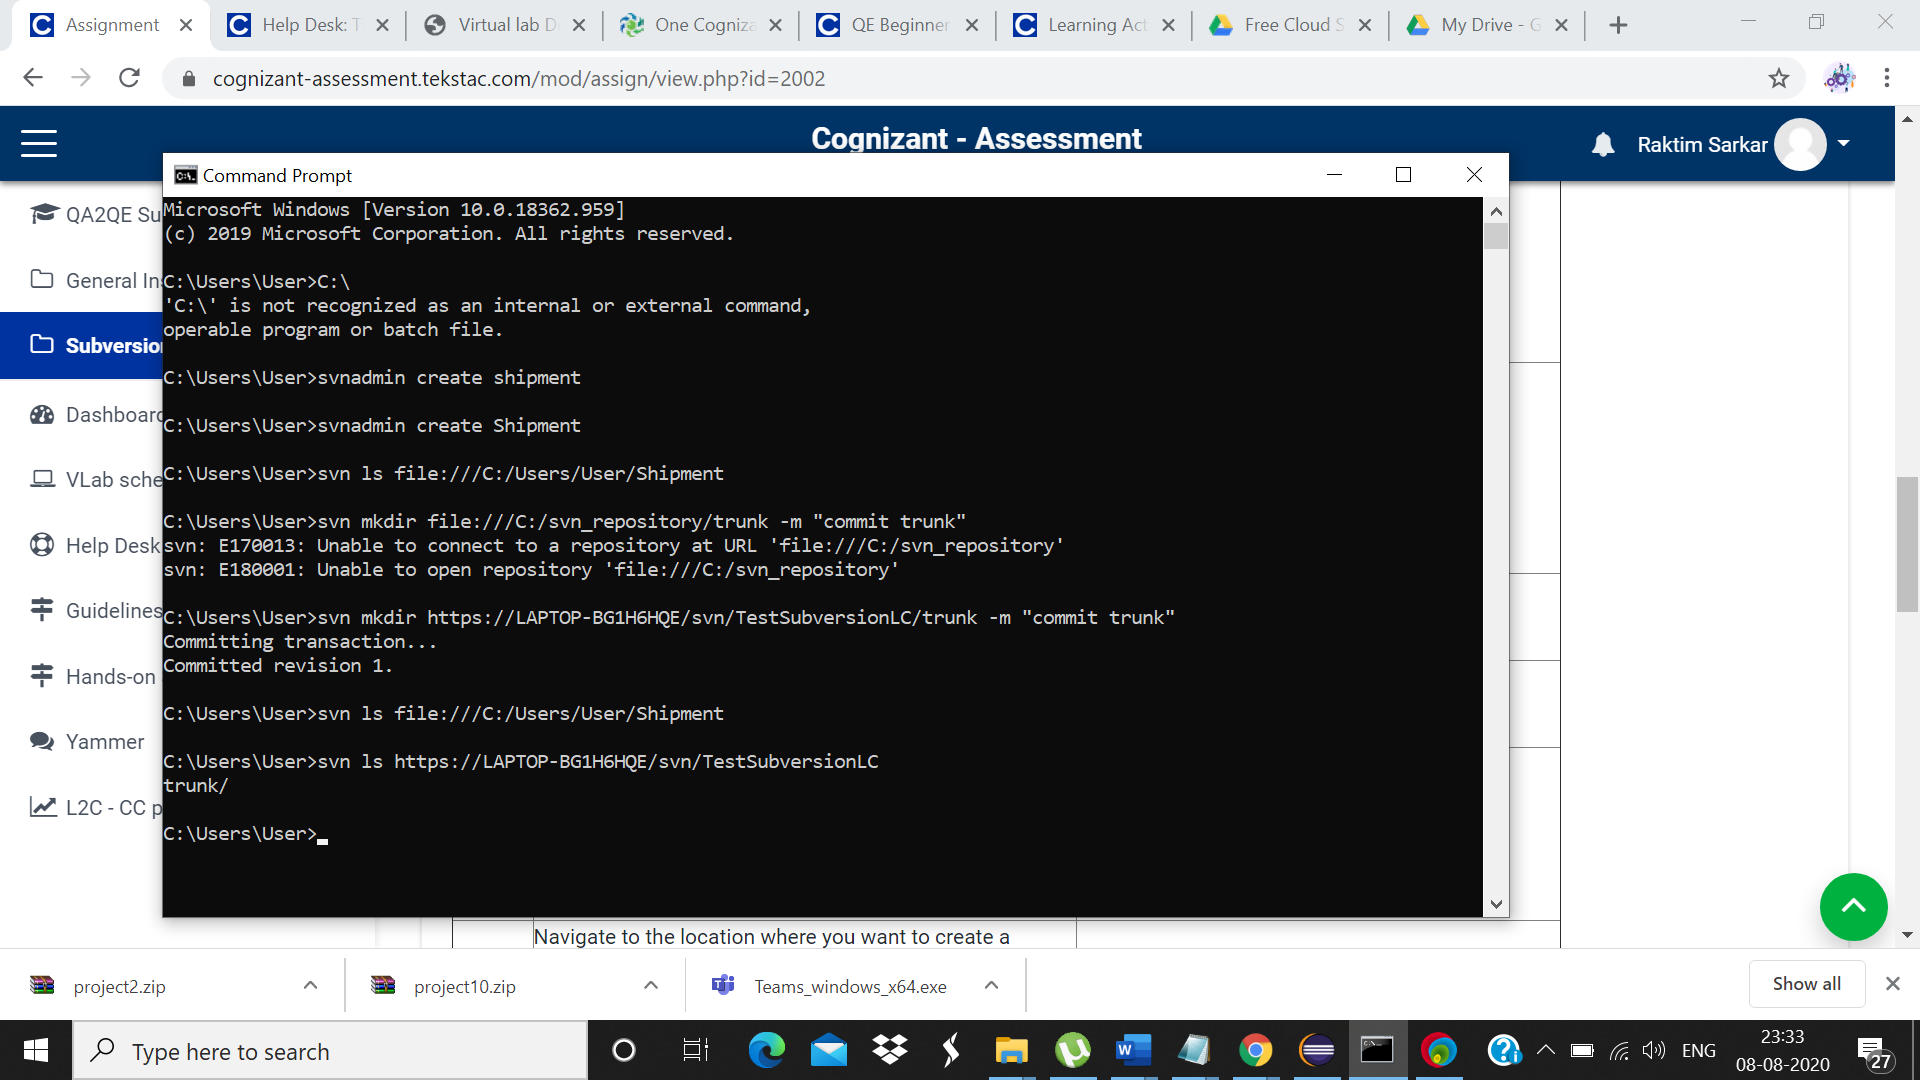 Assignment
Help Desk: T
Virtual lab D
One Cogniza
QE Beginner
Learning Act
Free Cloud S
My Drive - G
cognizant-assessment.tekstac.com/mod/assign/view.php?id=2002
Cognizant - Assessment
Raktim Sarkar
QA2QE Su
General Ins
Subversion
Dashboard
VLab sche
Help Desk
Guidelines
Hands-on
Yammer
L2C - CC p
Command Prompt
Microsoft Windows [Version 10.0.18362.959]
(c) 2019 Microsoft Corporation. All rights reserved.
C:\Users\User>C:\
'C:\' is not recognized as an internal or external command,
operable program or batch file.
C:\Users\User>svnadmin create shipment
C:\Users\User>svnadmin create Shipment
C:\Users\User>svn ls file:///C:/Users/User/Shipment
C:\Users\User>svn mkdir file:///C:/svn_repository/trunk -m "commit trunk"
svn: E170013: Unable to connect to a repository at URL 'file:///C:/svn_repository'
svn: E180001: Unable to open repository 'file:///C:/svn_repository'
C:\Users\User>svn mkdir https://LAPTOP-BG1H6HQE/svn/TestSubversionLC/trunk -m "commit trunk"
Committing transaction...
Committed revision 1.
C:\Users\User>svn ls file:///C:/Users/User/Shipment
C:\Users\User>svn ls https://LAPTOP-BG1H6HQE/svn/TestSubversionLC
trunk/
C:\Users\User>
Navigate to the location where you want to create a
project2.zip
project10.zip
Teams_windows_x64.exe
Show all
Type here to search
ENG
23:33
08-08-2020
27